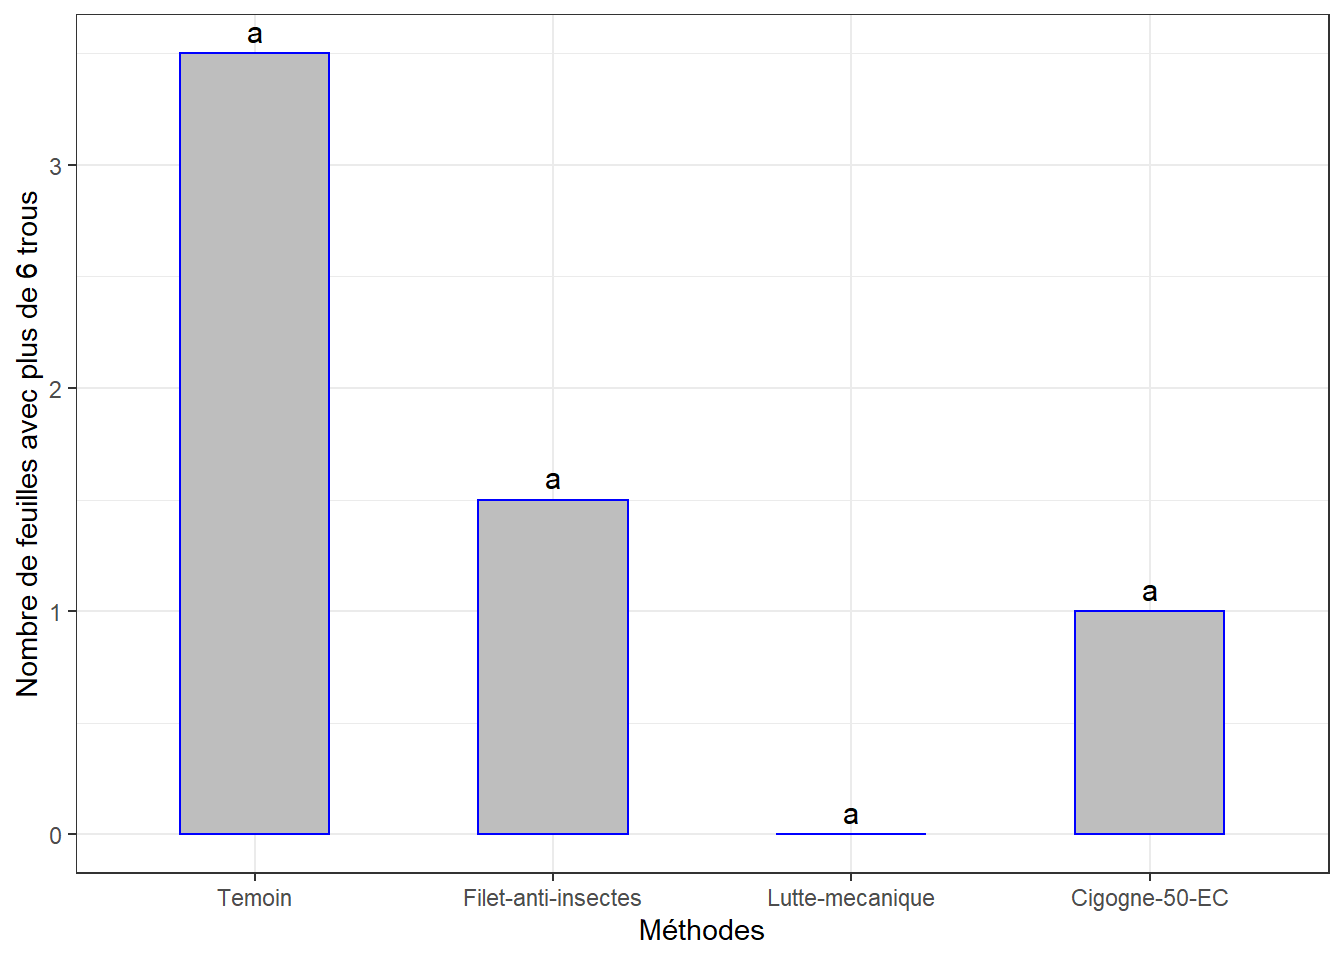 Nombre de feuilles avec plus de 6 trous
3
2
1
0
a
a
a
a
Temoin
Filet-anti-insectes
Lutte-mecanique
Cigogne-50-EC
Méthodes